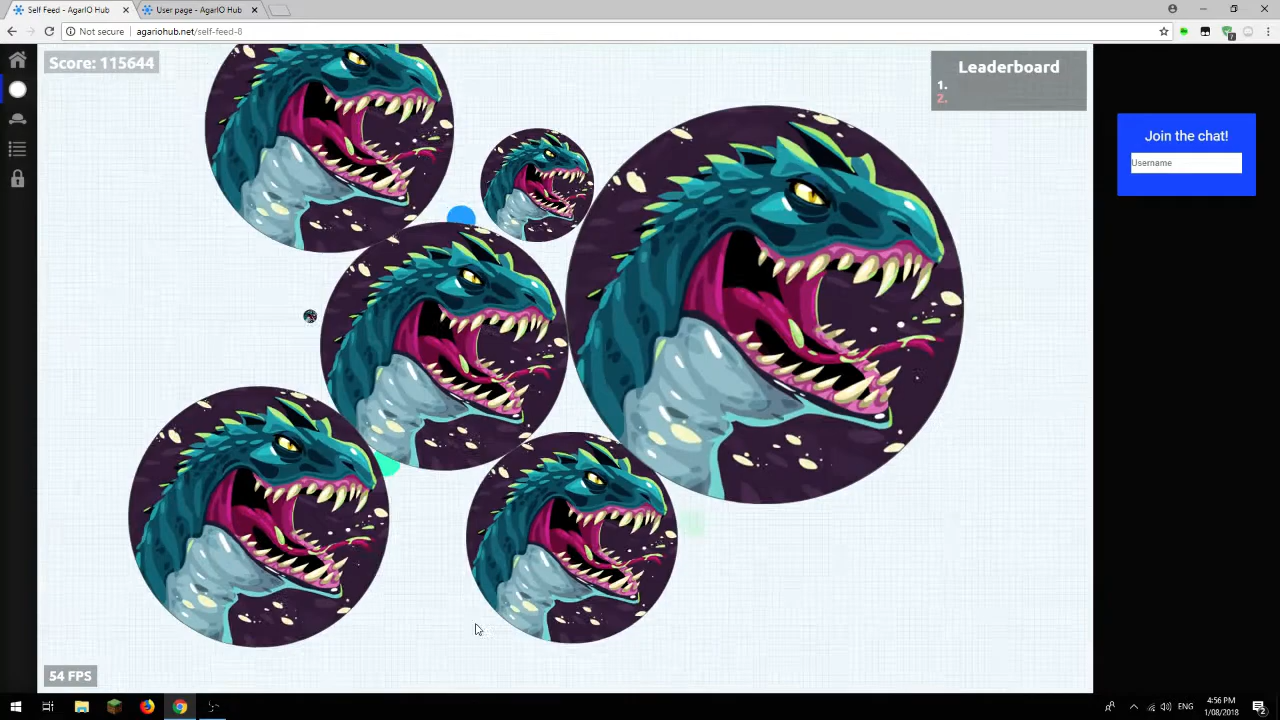 Self Feed - AgarIO Hub
User page - AgarIO Hub
Not secure
agariohub.net/self-feed-8
Score: 115644
Leaderboard
1.
2.
Join the chat!
Username
54 FPS
ENG
4:56 PM
1/08/2018